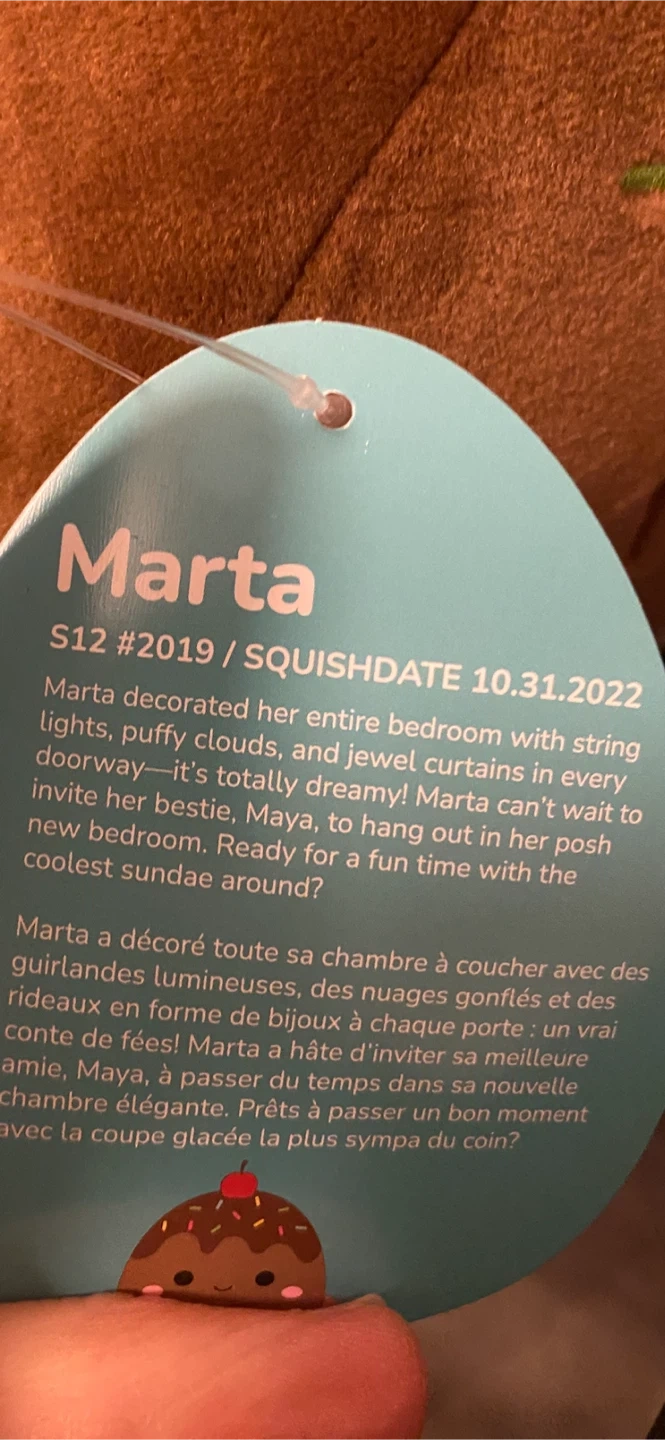 Marta
S12 #2019 / SQUISHDATE 10.31.2022
Marta decorated her entire bedroom with string
lights, puffy clouds, and jewel curtains in every
doorway—it's totally dreamy! Marta can't wait to
invite her bestie, Maya, to hang out in her posh
new bedroom. Ready for a fun time with the
coolest sundae around?
Marta a décoré toute sa chambre à coucher avec des
guirlandes lumineuses, des nuages gonflés et des
rideaux en forme de bijoux à chaque porte : un vrai
conte de fées! Marta a hâte d'inviter sa meilleure
amie, Maya, à passer du temps dans sa nouvelle
chambre élégante. Prêts à passer un bon moment
avec la coupe glacée la plus sympa du coin?